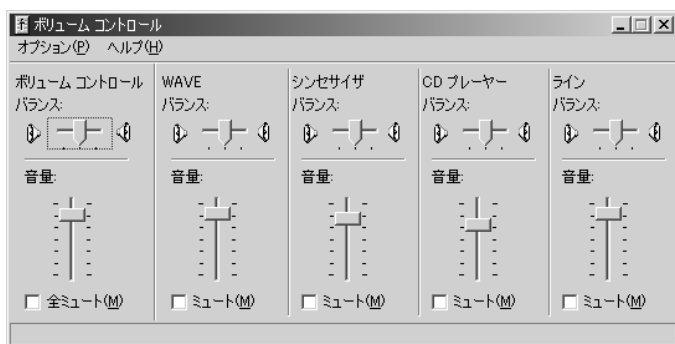 ボリューム コントロール
オプション(P) ヘルプ(H)
ボリューム コントロール
バランス:
音量:
全ミュート(M)
WAVE
バランス:
音量:
ミュート(M)
シンセサイザ
バランス:
音量:
ミュート(M)
CD プレーヤー
バランス:
音量:
ミュート(M)
ライン
バランス:
音量:
ミュート(M)